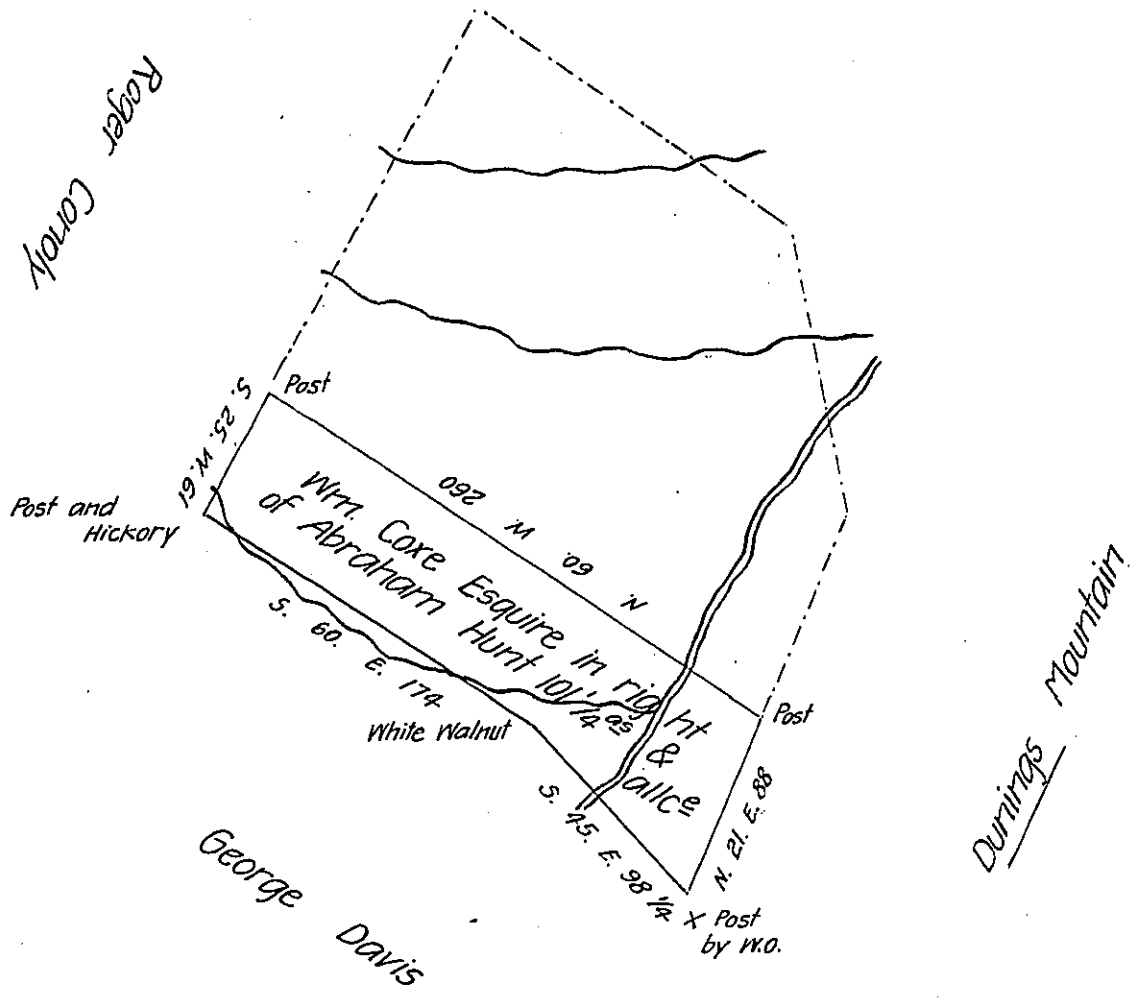 Roger Conoly
Post
S. 25. W. 61
Post and
Hickory
N. 60. W. 260
Wm. Coxe Esquire in right
of Abraham Hunt 101 1/4 as &
allce
S. 60. E. 174
White Walnut
Post
S. 45. E. 98 1/4
N. 21. E. 88
X Post
by W.O.
George Davis
Dunings Mountain